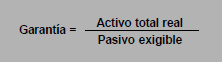 Garantía = Activo total real
Pasivo exigible